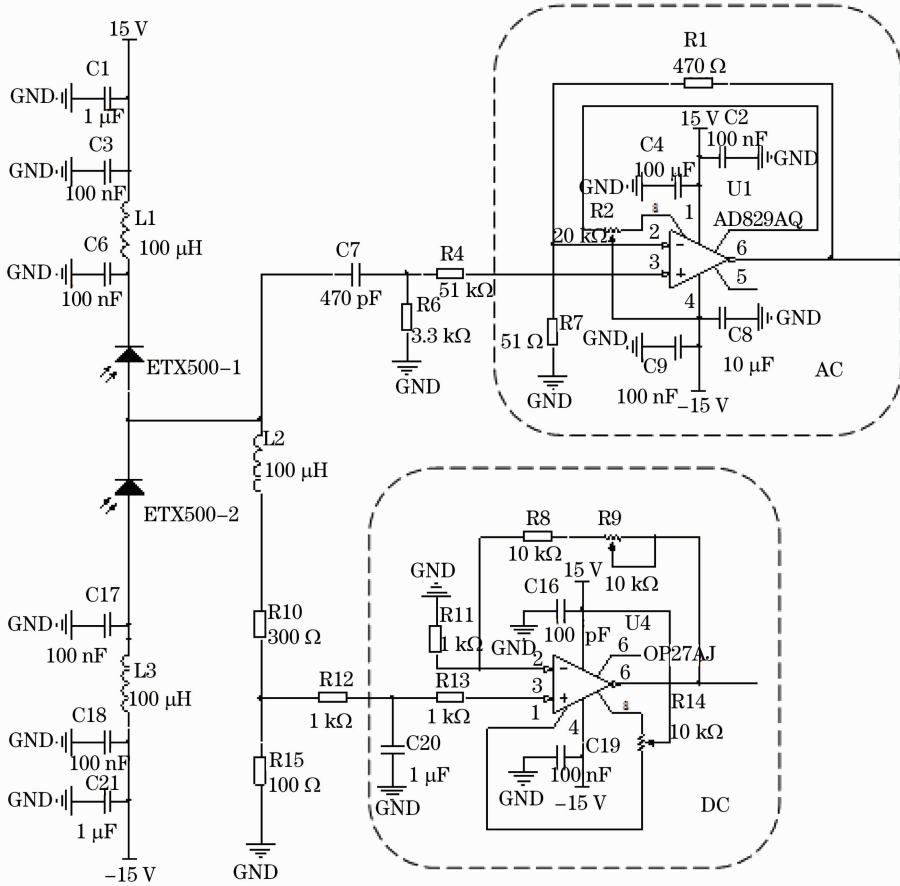 15 V
C1
GND
1 μF
C3
GND
100 nF
L1
100 μH
C6
GND
100 nF
ETX500-1
ETX500-2
C17
GND
100 nF
L3
100 μH
C18
GND
100 nF
C21
GND
1 μF
-15 V
C7
470 pF
R6
3.3 kΩ
GND
R4
51 kΩ
L2
100 μH
R10
300 Ω
R15
100 Ω
GND
R12
1 kΩ
C20
1 μF
GND
R13
1 kΩ
R1
470 Ω
15 V
C2
100 nF
GND
C4
100 μF
GND
U1
R2
20 kΩ
8
1
AD829AQ
2
3
6
5
4
R7
51 Ω
GND
GND
C9
100 nF
C8
GND
10 μF
-15 V
AC
R8
10 kΩ
R9
10 kΩ
GND
R11
1 kΩ
C16
15 V
GND
100 pF
U4
6
OP27AJ
2
3
6
1
4
8
R14
10 kΩ
C19
100 nF
GND
-15 V
DC